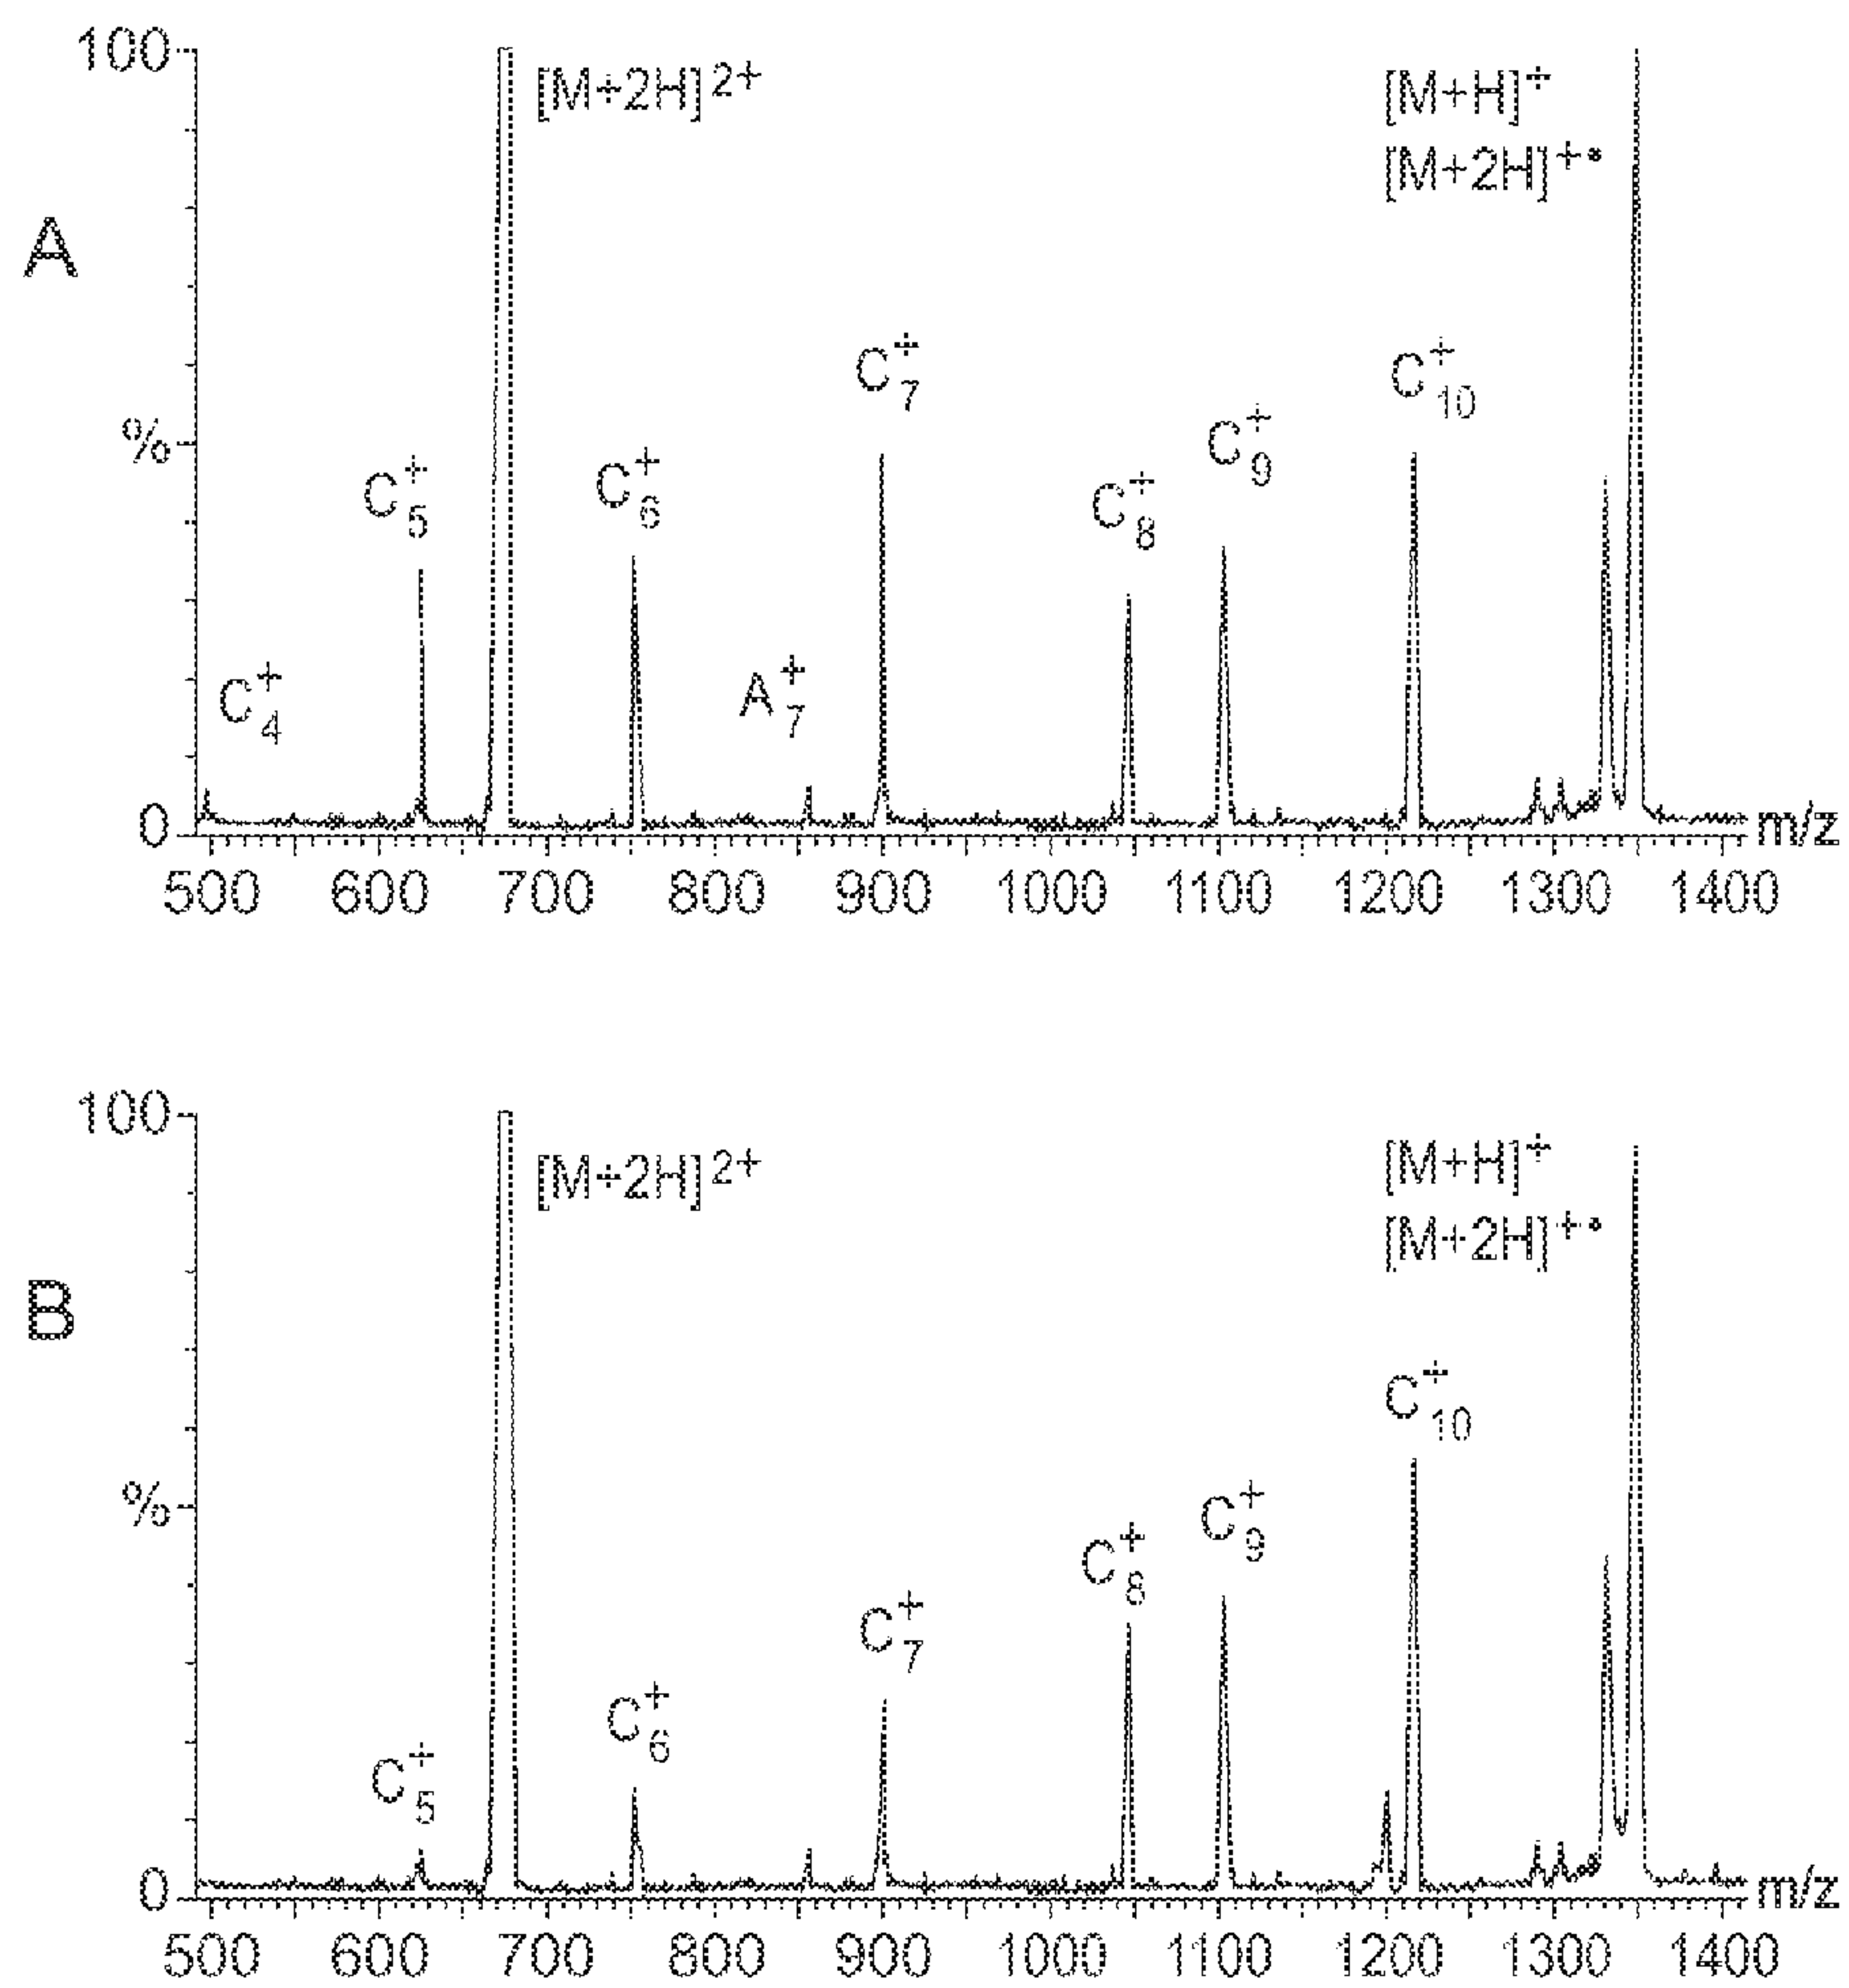 100
[M+2H]2+
[M+H]+
[M+2H]+•
A
C7+
C10+
%
C5+
C6+
C9+
C8+
C4+
A7+
0
m/z
500 600 700 800 900 1000 1100 1200 1300 1400
100
[M+2H]2+
[M+H]+
[M+2H]+•
B
C10+
%
C9+
C8+
C7+
C6+
C5+
0
m/z
500 600 700 800 900 1000 1100 1200 1300 1400